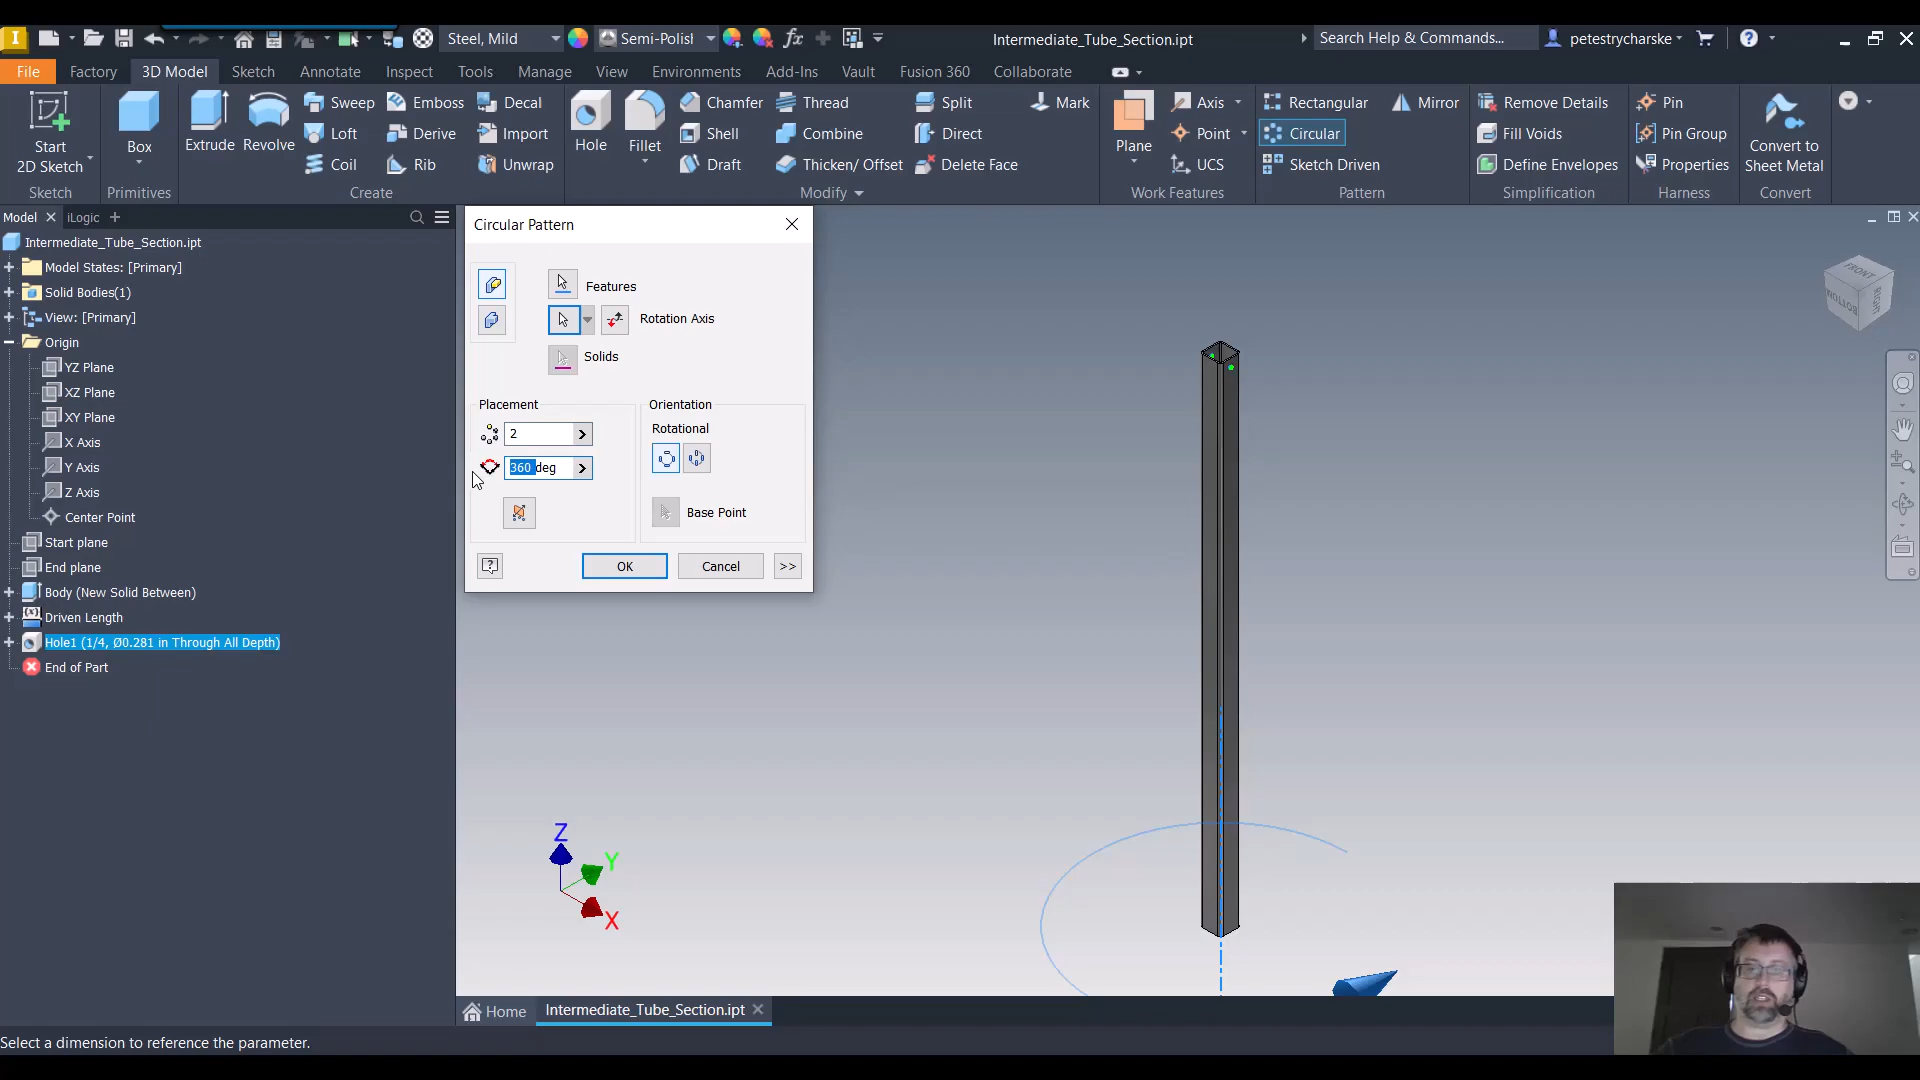 I
Steel, Mild
Semi-Polish
Intermediate_Tube_Section.ipt
Search Help & Commands...
petestrycharske
File
Factory
3D Model
Sketch
Annotate
Inspect
Tools
Manage
View
Environments
Add-Ins
Vault
Fusion 360
Collaborate
Start
2D Sketch
Sketch
Box
Primitives
Extrude
Revolve
Sweep
Emboss
Decal
Loft
Derive
Import
Coil
Rib
Unwrap
Create
Hole
Fillet
Chamfer
Thread
Split
Mark
Shell
Combine
Direct
Draft
Thicken/ Offset
Delete Face
Modify
Plane
Axis
Point
UCS
Work Features
Rectangular
Mirror
Circular
Sketch Driven
Pattern
Remove Details
Fill Voids
Define Envelopes
Simplification
Pin
Pin Group
Properties
Harness
Convert to
Sheet Metal
Convert
Model
iLogic
Intermediate_Tube_Section.ipt
Model States: [Primary]
Solid Bodies(1)
View: [Primary]
Origin
YZ Plane
XZ Plane
XY Plane
X Axis
Y Axis
Z Axis
Center Point
Start plane
End plane
Body (New Solid Between)
Driven Length
Hole1 (1/4, Ø0.281 in Through All Depth)
End of Part
Circular Pattern
Features
Rotation Axis
Solids
Placement
2
360 deg
Orientation
Rotational
Base Point
OK
Cancel
>>
FRONT
RIGHT
BOTTOM
Z
Y
X
Home
Intermediate_Tube_Section.ipt
Select a dimension to reference the parameter.